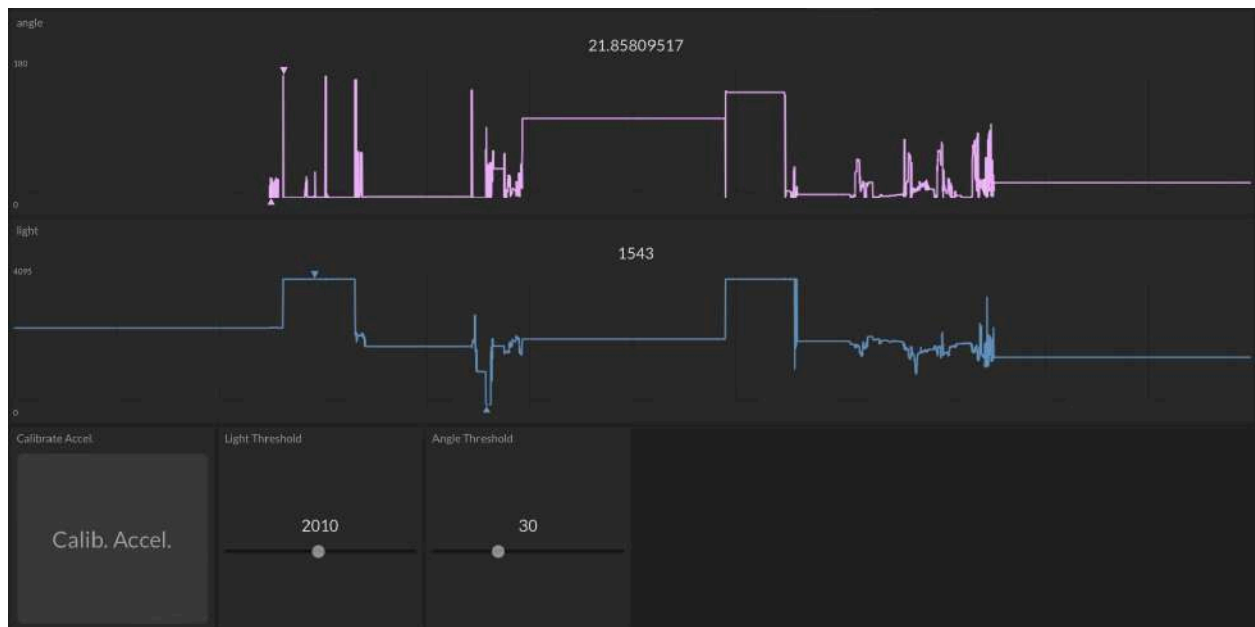 angle
21.85809517
180
0
light
1543
4095
0
Calibrate Accel.
Light Threshold
Angle Threshold
Calib. Accel.
2010
30